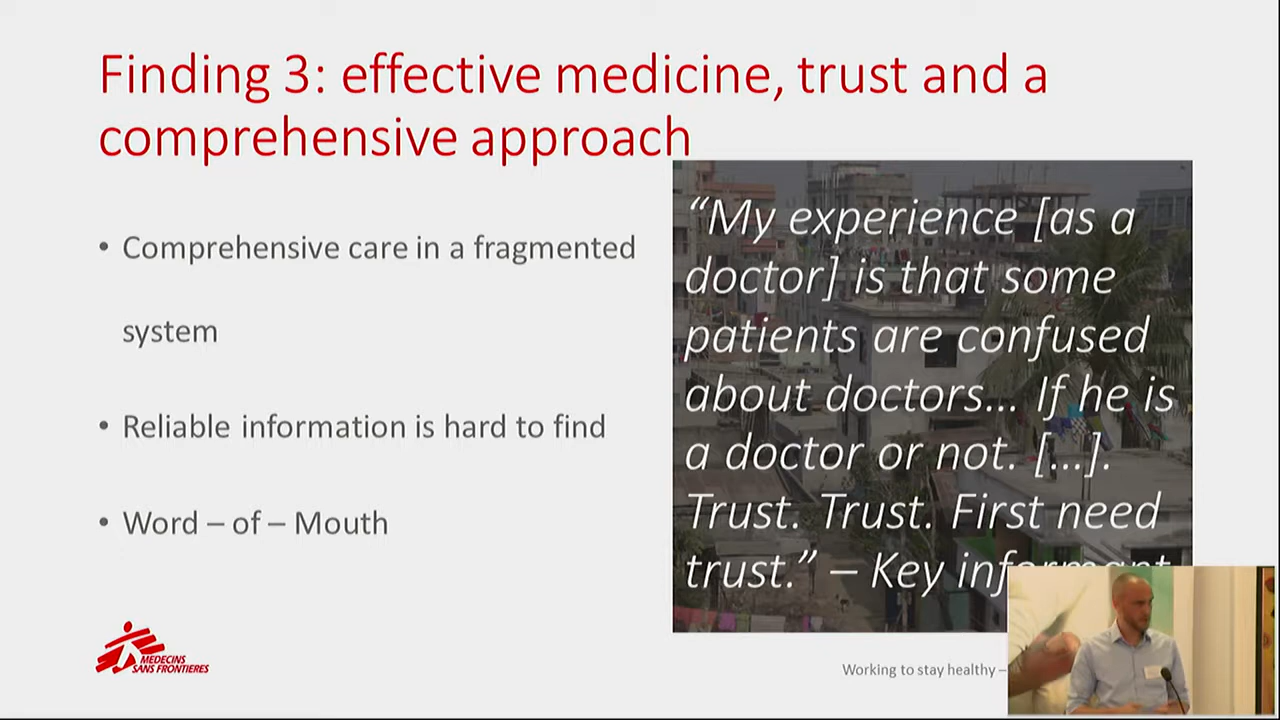 Finding 3: effective medicine, trust and a
comprehensive approach
• Comprehensive care in a fragmented
system
• Reliable information is hard to find
• Word – of – Mouth
“My experience [as a
doctor] is that some
patients are confused
about doctors... If he is
a doctor or not. [...].
Trust. Trust. First need
trust.” – Key informant
MEDECINS
SANS FRONTIERES
Working to stay healthy –